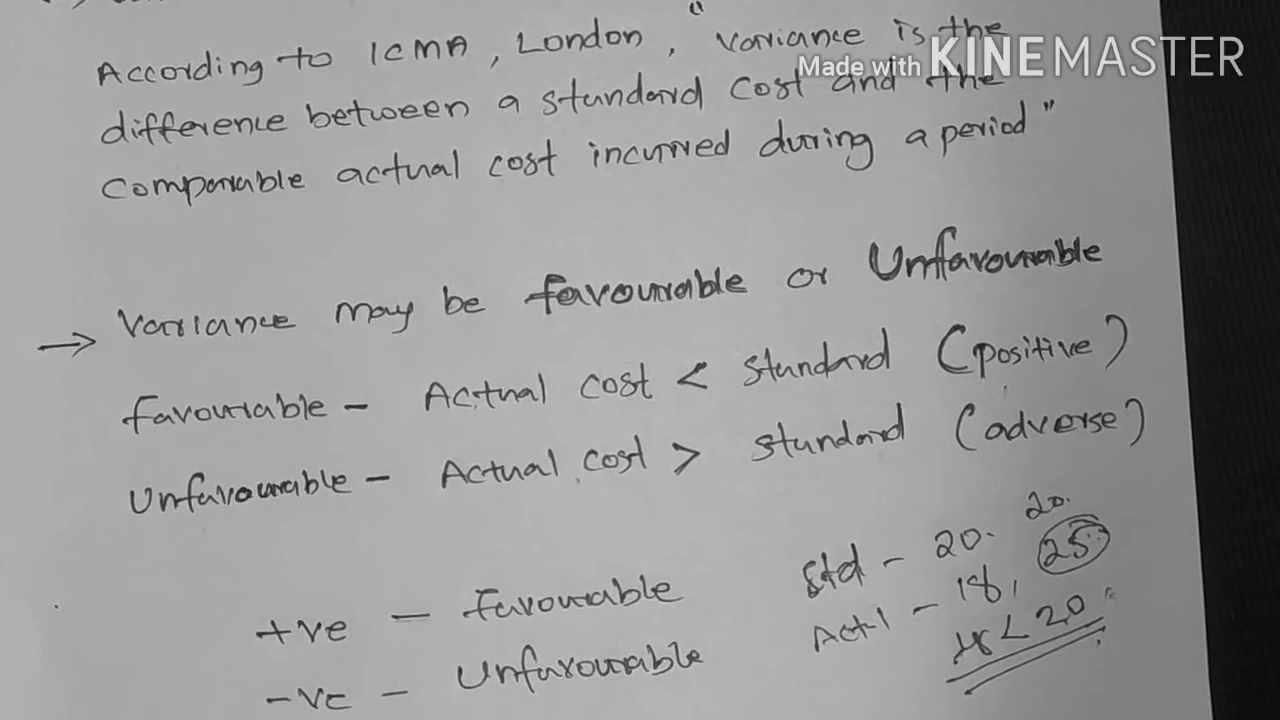 According to ICMA, London, "Variance is the
Made with KINEMASTER
difference between a standard cost and the
comparable actual cost incurred during a period"
→ Variance may be favourable or Unfavourable
favourable - Actual cost < standard (positive)
Unfavourable - Actual cost > standard (adverse)
20.
Std - 20. 25
Act - 18,
18 < 20
+ve - favourable
-ve - Unfavourable